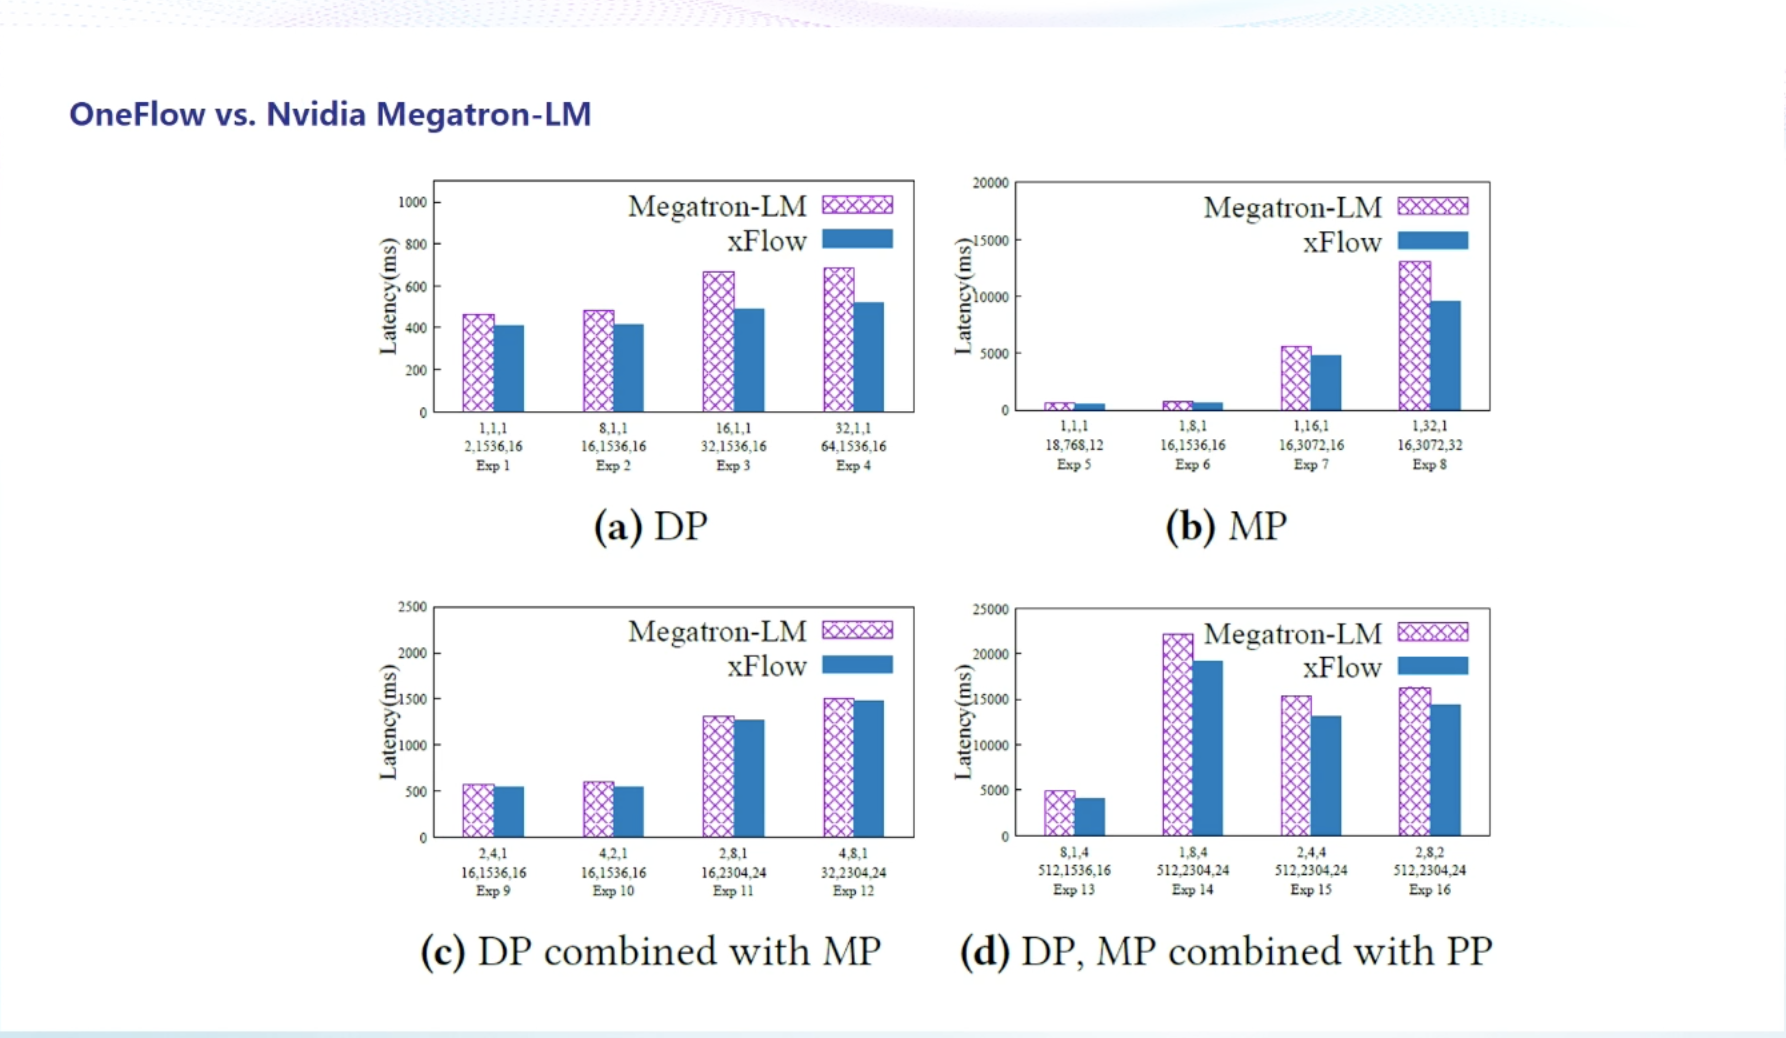 OneFlow vs. Nvidia Megatron-LM
Megatron-LM
xFlow
Latency(ms)
1000
800
600
400
200
0
1,1,1
8,1,1
16,1,1
32,1,1
2,1536,16
16,1536,16
32,1536,16
64,1536,16
Exp 1
Exp 2
Exp 3
Exp 4
(a) DP
Megatron-LM
xFlow
Latency(ms)
20000
15000
10000
5000
0
1,1,1
1,8,1
1,16,1
1,32,1
18,768,12
16,1536,16
16,3072,16
16,3072,32
Exp 5
Exp 6
Exp 7
Exp 8
(b) MP
Megatron-LM
xFlow
Latency(ms)
2500
2000
1500
1000
500
0
2,4,1
4,2,1
2,8,1
4,8,1
16,1536,16
16,1536,16
16,2304,24
32,2304,24
Exp 9
Exp 10
Exp 11
Exp 12
(c) DP combined with MP
Megatron-LM
xFlow
Latency(ms)
25000
20000
15000
10000
5000
0
8,1,4
1,8,4
2,4,4
2,8,2
512,1536,16
512,2304,24
512,2304,24
512,2304,24
Exp 13
Exp 14
Exp 15
Exp 16
(d) DP, MP combined with PP